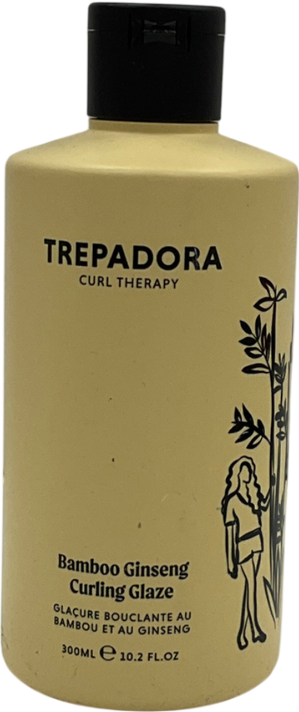 TREPADORA
CURL THERAPY
Bamboo Ginseng
Curling Glaze
GLAÇURE BOUCLANTE AU
BAMBOU ET AU GINSENG
300ML ℮ 10.2 FL.OZ